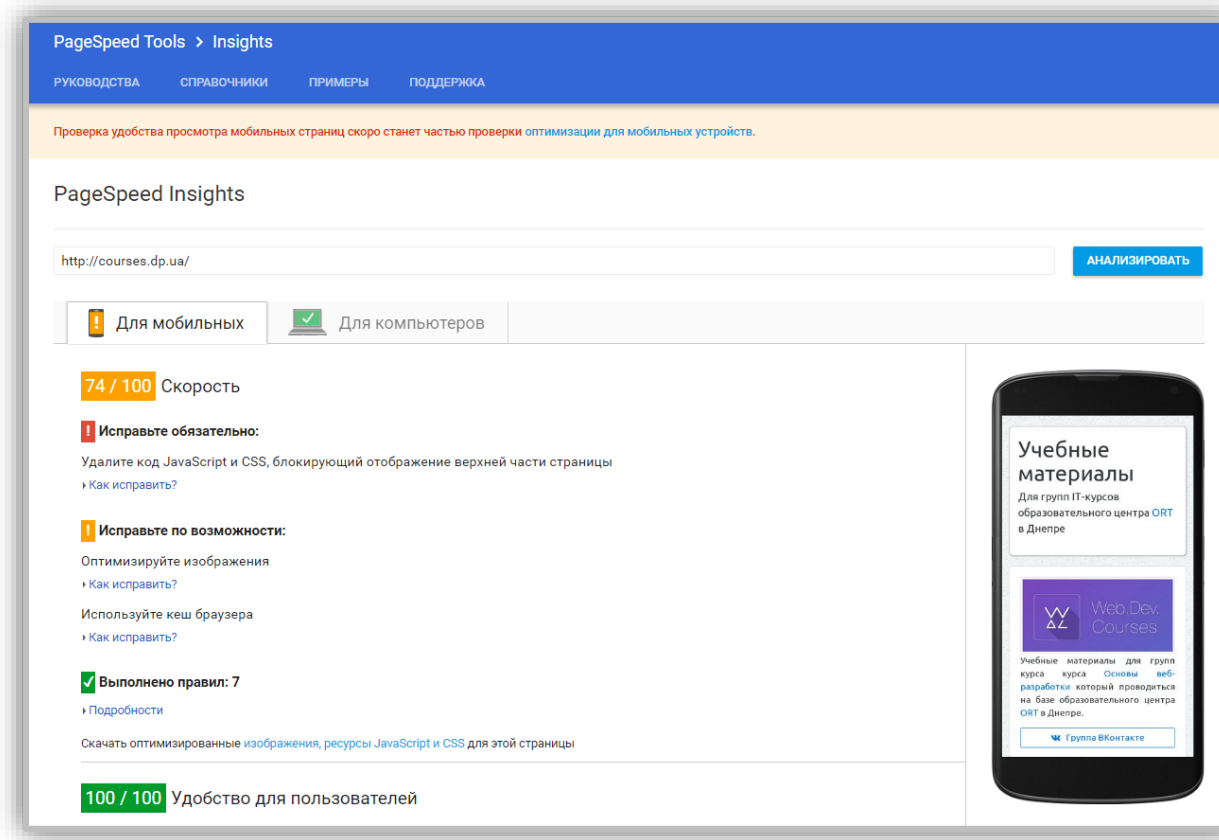 PageSpeed Tools > Insights
РУКОВОДСТВА СПРАВОЧНИКИ ПРИМЕРЫ ПОДДЕРЖКА
Проверка удобства просмотра мобильных страниц скоро станет частью проверки оптимизации для мобильных устройств.
PageSpeed Insights
http://courses.dp.ua/
АНАЛИЗИРОВАТЬ
Для мобильных
Для компьютеров
74 / 100 Скорость
! Исправьте обязательно:
Удалите код JavaScript и CSS, блокирующий отображение верхней части страницы
Как исправить?
! Исправьте по возможности:
Оптимизируйте изображения
Как исправить?
Используйте кеш браузера
Как исправить?
Выполнено правил: 7
Подробности
Скачать оптимизированные изображения, ресурсы JavaScript и CSS для этой страницы
100 / 100 Удобство для пользователей
Учебные
материалы
Для групп IT-курсов
образовательного центра ORT
в Днепре
Web.Dev.
Courses
Учебные материалы для групп
курса курса Основы веб-
разработки который проводиться
на базе образовательного центра
ORT в Днепре.
Группа ВКонтакте